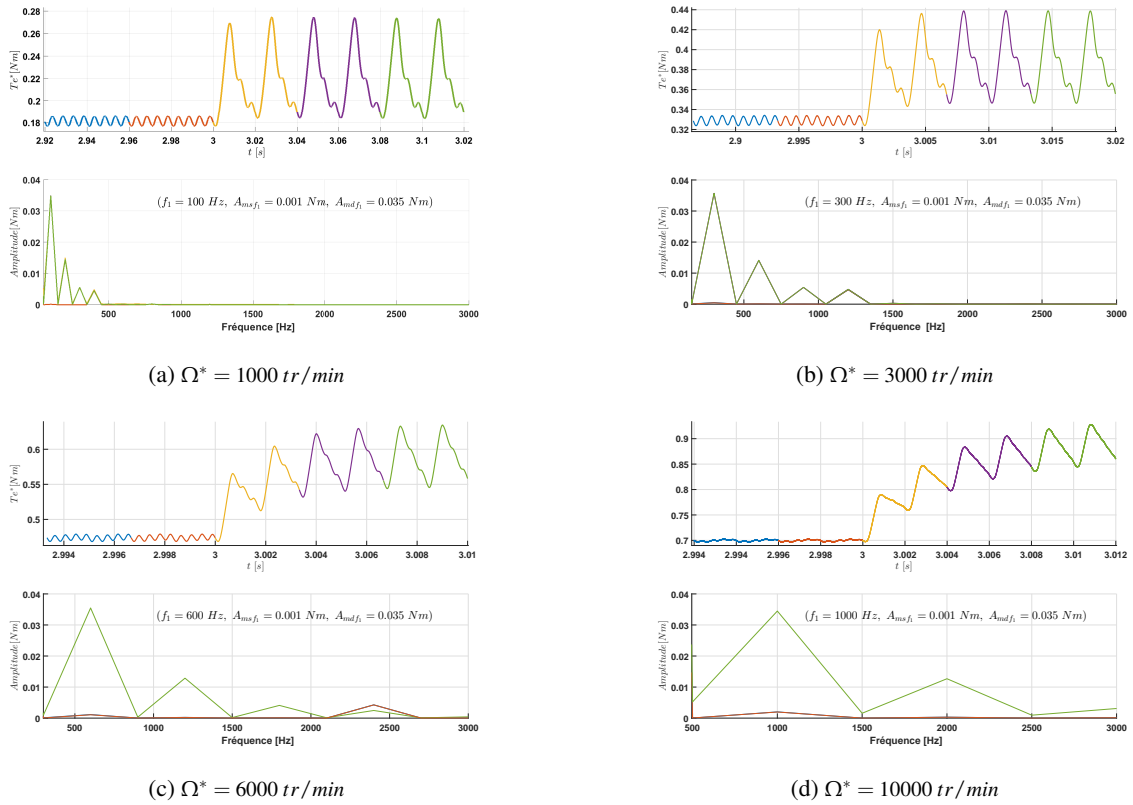 0.28
0.26
0.24
0.22
0.2
0.18
Te* [Nm]
2.92 2.94 2.96 2.98 3 3.02 3.04 3.06 3.08 3.1 3.02
t [s]
0.04
0.03
0.02
0.01
0
Amplitude[Nm]
(f₁ = 100 Hz, Amsf₁ = 0.001 Nm, Amdf₁ = 0.035 Nm)
500 1000 1500 2000 2500 3000
Fréquence [Hz]
(a) Ω* = 1000 tr/min
0.44
0.42
0.4
0.38
0.36
0.34
0.32
Te* [Nm]
2.9 2.995 3 3.005 3.01 3.015 3.02
t [s]
0.04
0.03
0.02
0.01
0
Amplitude[Nm]
(f₁ = 300 Hz, Amsf₁ = 0.001 Nm, Amdf₁ = 0.035 Nm)
500 1000 1500 2000 2500 3000
Fréquence [Hz]
(b) Ω* = 3000 tr/min
0.6
0.55
0.5
Te* [Nm]
2.994 2.996 2.998 3 3.002 3.004 3.006 3.008 3.01
t [s]
0.04
0.03
0.02
0.01
0
Amplitude[Nm]
(f₁ = 600 Hz, Amsf₁ = 0.001 Nm, Amdf₁ = 0.035 Nm)
500 1000 1500 2000 2500 3000
Fréquence [Hz]
(c) Ω* = 6000 tr/min
0.9
0.85
0.8
0.75
0.7
Te* [Nm]
2.994 2.996 2.998 3 3.002 3.004 3.006 3.008 3.01 3.012
t [s]
0.04
0.03
0.02
0.01
0
Amplitude[Nm]
(f₁ = 1000 Hz, Amsf₁ = 0.001 Nm, Amdf₁ = 0.035 Nm)
500 1000 1500 2000 2500 3000
Fréquence [Hz]
(d) Ω* = 10000 tr/min